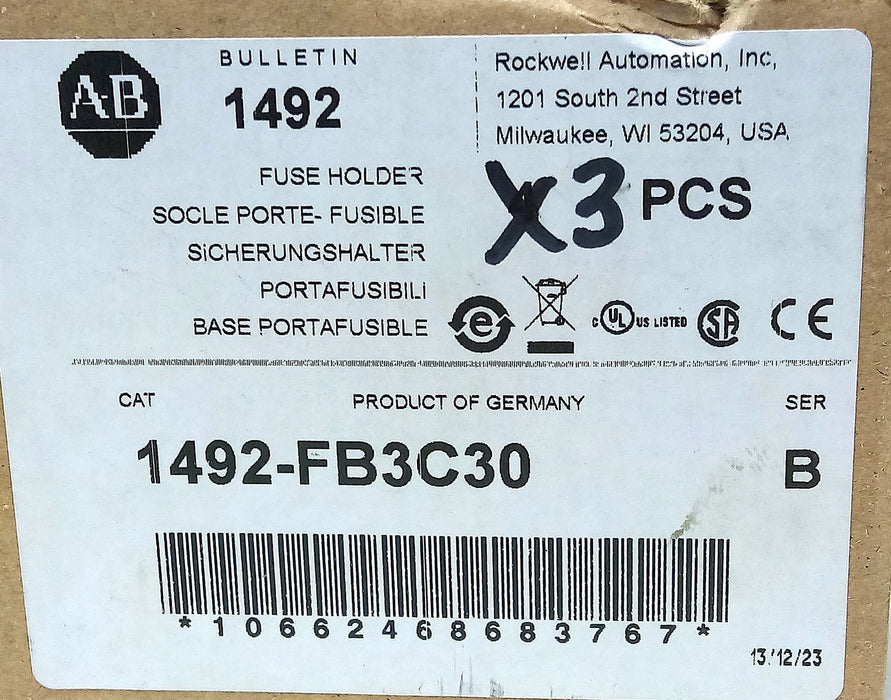 AB
BULLETIN
1492
Rockwell Automation, Inc,
1201 South 2nd Street
Milwaukee, WI 53204, USA
FUSE HOLDER
SOCLE PORTE- FUSIBLE
SICHERUNGSHALTER
PORTAFUSIBILI
BASE PORTAFUSIBLE
X3 PCS
e
c UL US LISTED
SA
CE
CAT
PRODUCT OF GERMANY
SER
1492-FB3C30
B
*10662468683767*
13/12/23